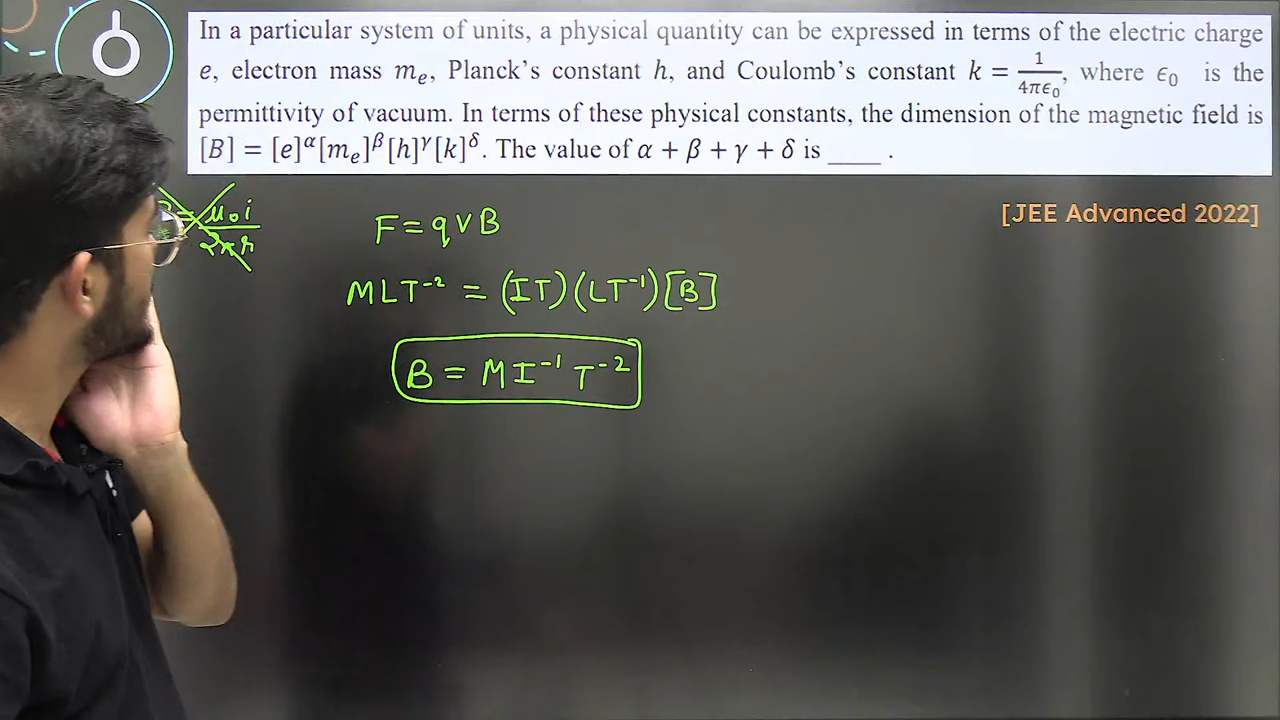 In a particular system of units, a physical quantity can be expressed in terms of the electric charge
e, electron mass mₑ, Planck's constant h, and Coulomb's constant k = 1/4πϵ₀, where ϵ₀ is the
permittivity of vacuum. In terms of these physical constants, the dimension of the magnetic field is
[B] = [e]^α[mₑ]^β[h]^γ[k]^δ. The value of α + β + γ + δ is ____ .
[JEE Advanced 2022]
= μ₀i/2πr
F = qvB
MLT⁻² = (IT)(LT⁻¹)[B]
B = MI⁻¹T⁻²